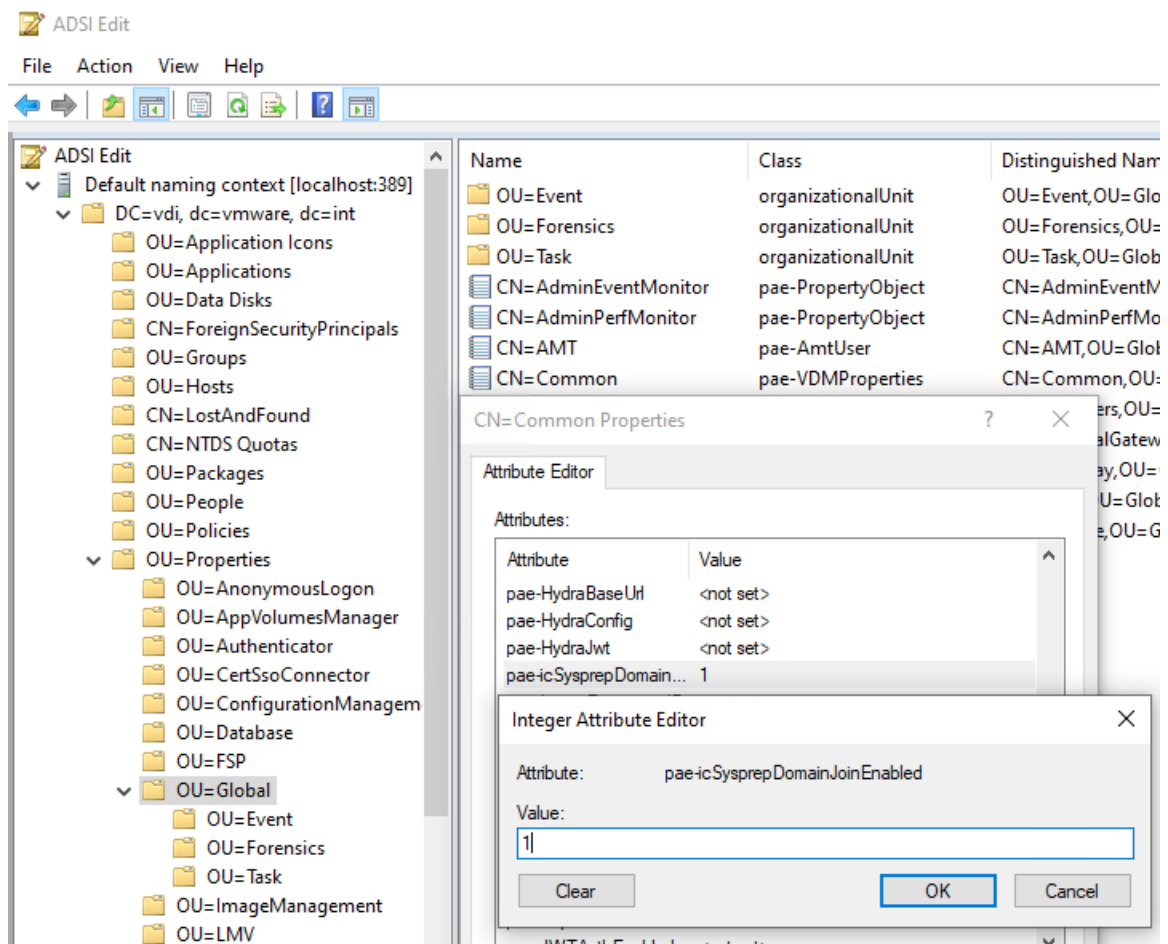 ADSI Edit
File Action View Help
ADSI Edit
Default naming context [localhost:389]
DC=vdi, dc=vmware, dc=int
OU=Application Icons
OU=Applications
OU=Data Disks
CN=ForeignSecurityPrincipals
OU=Groups
OU=Hosts
CN=LostAndFound
CN=NTDS Quotas
OU=Packages
OU=People
OU=Policies
OU=Properties
OU=AnonymousLogon
OU=AppVolumesManager
OU=Authenticator
OU=CertSsoConnector
OU=ConfigurationManagem
OU=Database
OU=FSP
OU=Global
OU=Event
OU=Forensics
OU=Task
OU=ImageManagement
OU=LMV
Name Class Distinguished Nam
OU=Event organizationalUnit OU=Event,OU=Glo
OU=Forensics organizationalUnit OU=Forensics,OU=
OU=Task organizationalUnit OU=Task,OU=Glob
CN=AdminEventMonitor pae-PropertyObject CN=AdminEventM
CN=AdminPerfMonitor pae-PropertyObject CN=AdminPerfMo
CN=AMT pae-AmtUser CN=AMT,OU=Glob
CN=Common pae-VDMProperties CN=Common,OU=
ers,OU=
alGatew
ay,OU=
U=Glob
e,OU=G
CN=Common Properties ?
Attribute Editor
Attributes:
Attribute Value
pae-HydraBaseUrl <not set>
pae-HydraConfig <not set>
pae-HydraJwt <not set>
pae-icSysprepDomain... 1
Integer Attribute Editor
Attribute: pae-icSysprepDomainJoinEnabled
Value:
1
Clear OK Cancel